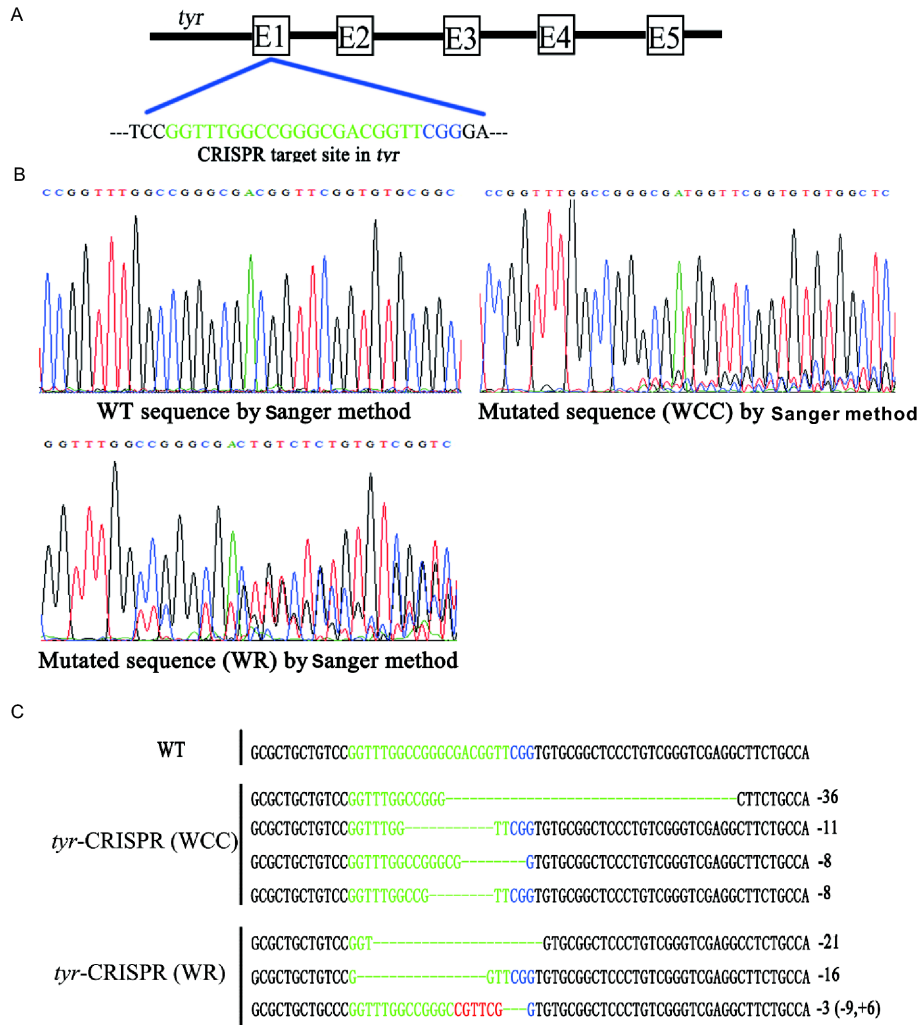 A
tyr
E1 E2 E3 E4 E5
---TCCGGTTTGGCCGGGCGACGGTTCGGGA---
CRISPR target site in tyr
B
CCGGTTTGGCCGGGCGACGGTTCGGTGTGCGGC
CCGGTTTGGCCGGGCGATGGTTCGGTGTGTGGCTC
WT sequence by Sanger method
Mutated sequence (WCC) by Sanger method
GGTTTGGCCGGGCGACTGTCTCTGTGTCGGTC
Mutated sequence (WR) by Sanger method
C
WT
GCGCTGCTGTCCGGTTTGGCCGGGCGACGGTTCGGTGTGCGGCTCCCTGTCGGGTCGAGGCTTCTGCCA
tyr-CRISPR (WCC)
GCGCTGCTGTCCGGTTTGGCCGGG------------------------------------CTTCTGCCA -36
GCGCTGCTGTCCGGTTTGG-----------TTCGGTGTGCGGCTCCCTGTCGGGTCGAGGCTTCTGCCA -11
GCGCTGCTGTCCGGTTTGGCCGGGCG--------GTGTGCGGCTCCCTGTCGGGTCGAGGCTTCTGCCA -8
GCGCTGCTGTCCGGTTTGGCCG--------TTCGGTGTGCGGCTCCCTGTCGGGTCGAGGCTTCTGCCA -8
tyr-CRISPR (WR)
GCGCTGCTGTCCGGT---------------------GTGCGGCTCCCTGTCGGGTCGAGGCCTCTGCCA -21
GCGCTGCTGTCCG----------------GTTCGGTGTGCGGCTCCCTGTCGGGTCGAGGCTTCTGCCA -16
GCGCTGCTGCCCGGTTTGGCCGGGCCGTTCG---GTGTGCGGCTCCCTGTCGGGTCGAGGCTTCTGCCA -3 (-9,+6)